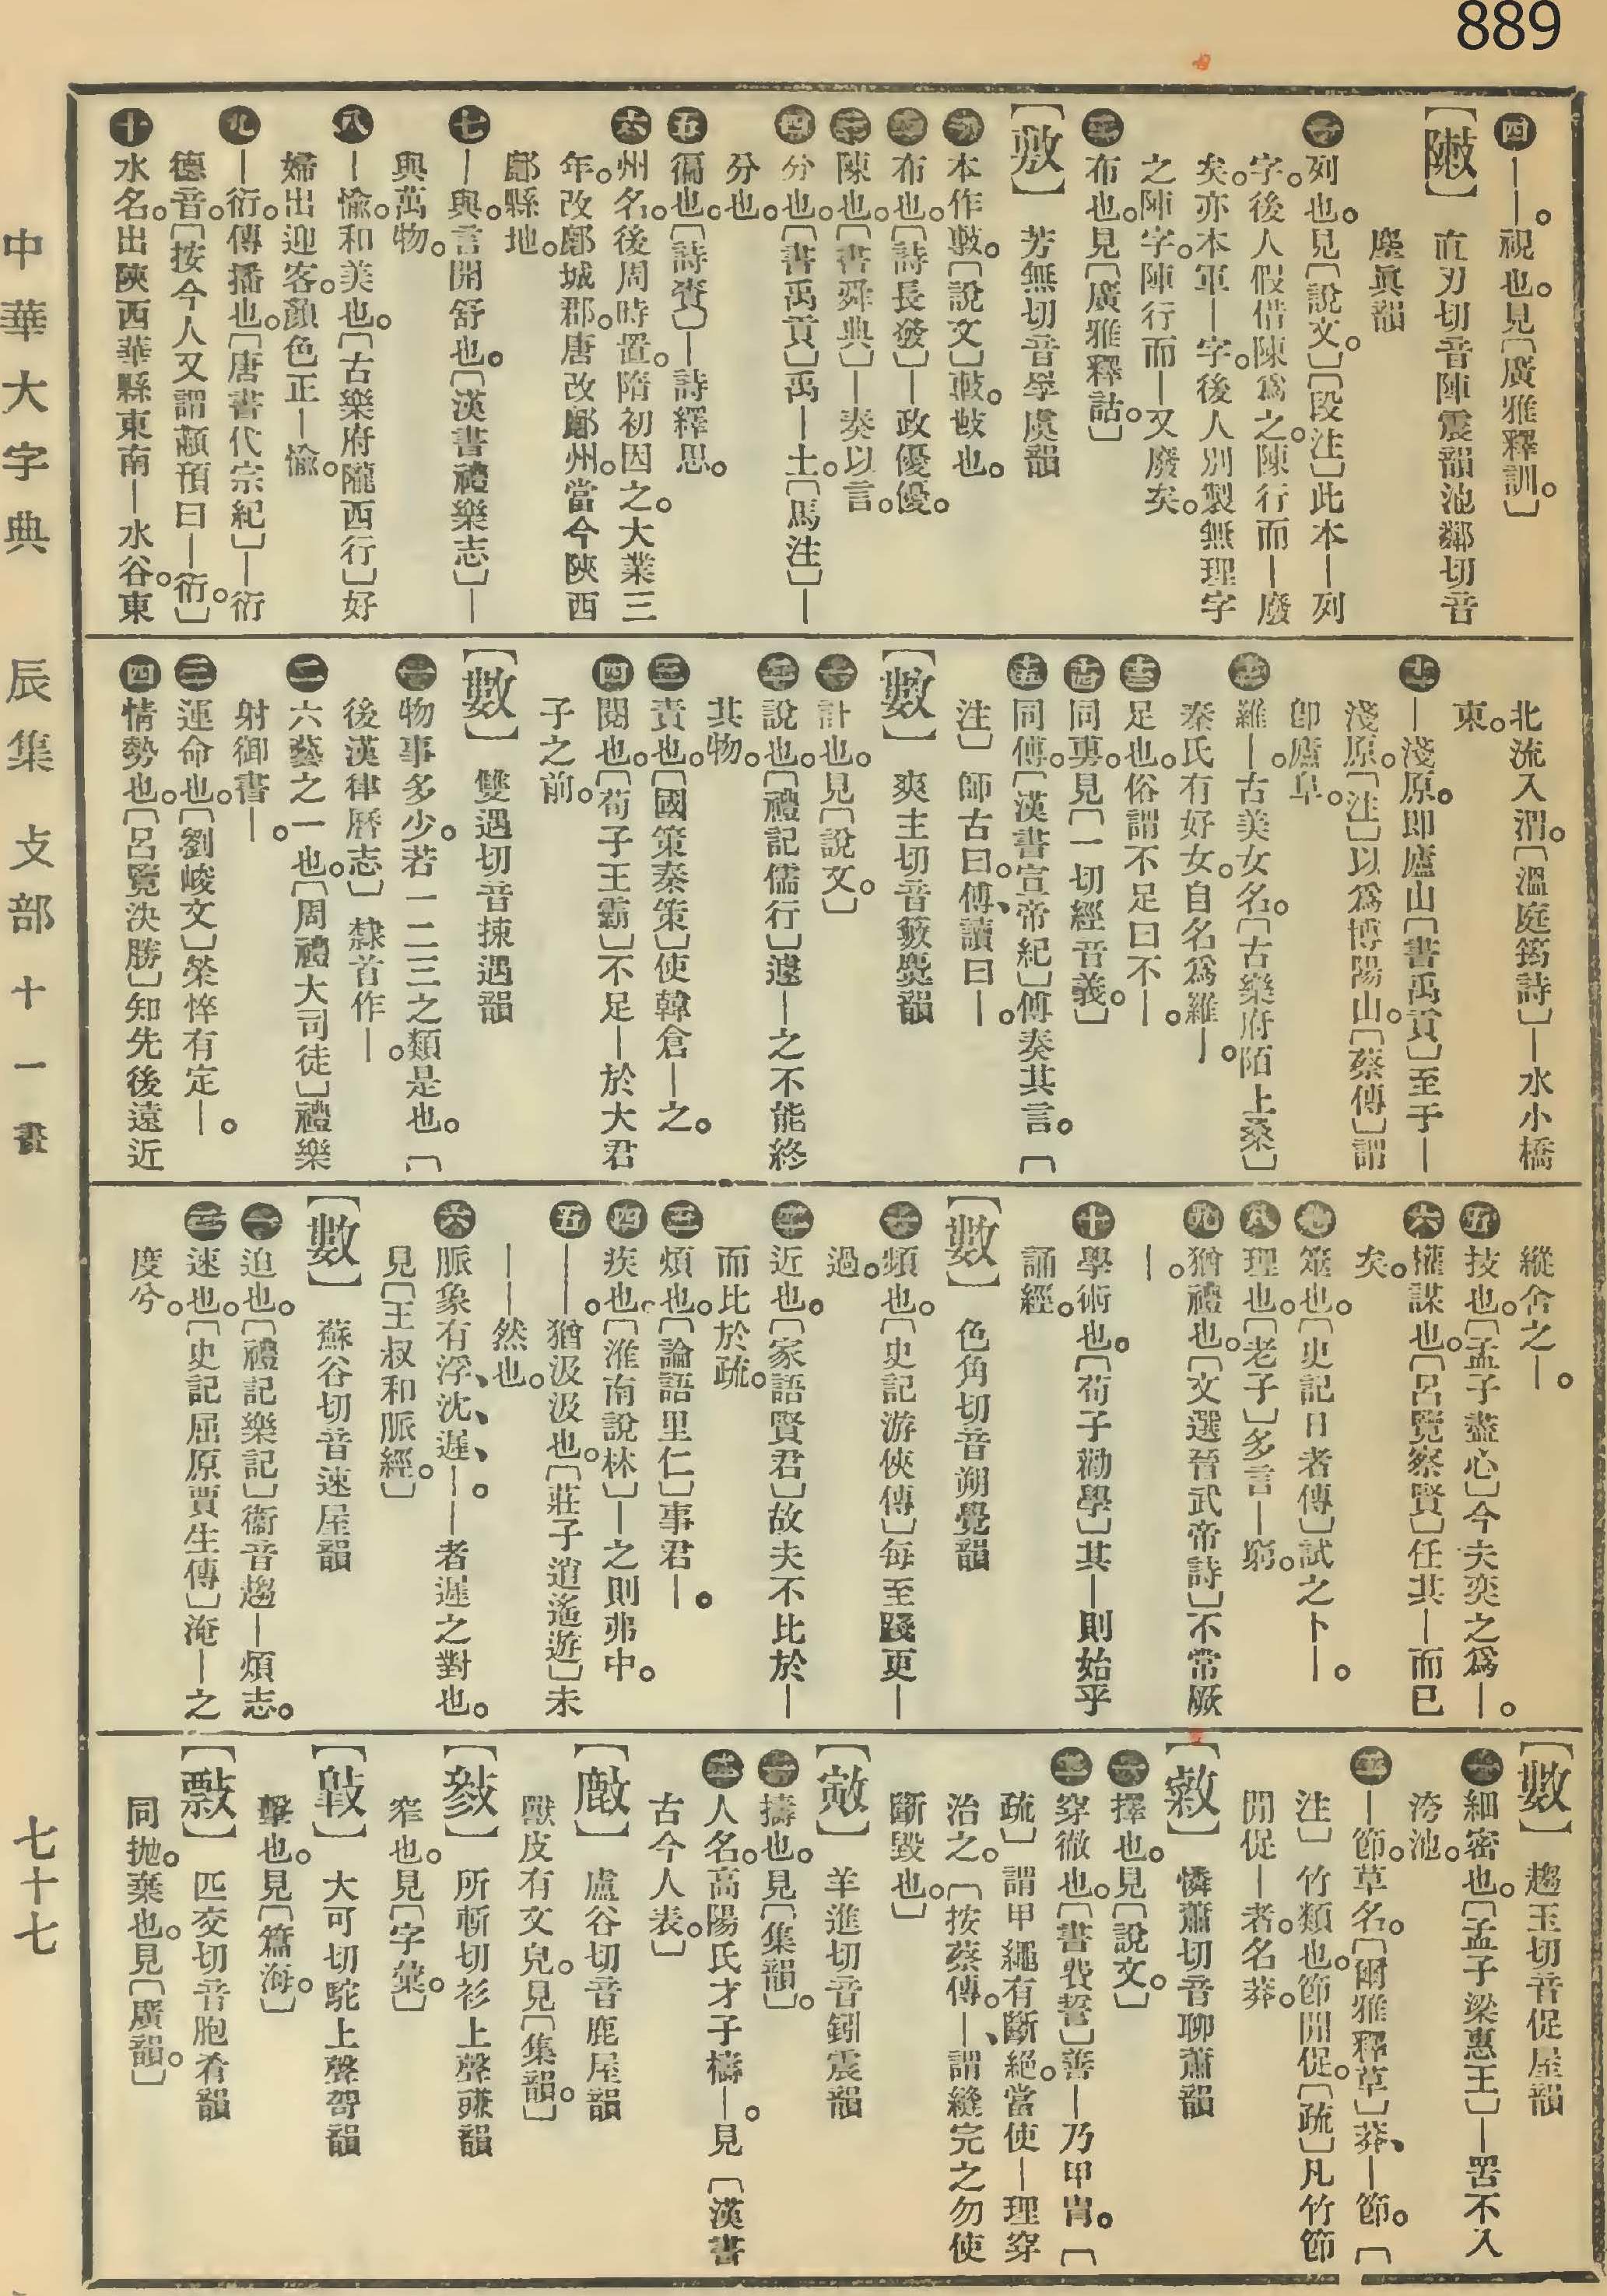 889
四 ——。祝也。見〔廣雅釋訓。〕
【敶】 直刃切音陣震韻池鄰切音
塵眞韻
一 列也。見〔說文。〕〔段注〕此本—列
字。後人假借陳爲之。陳行而—廢
矣。亦本軍—字。後人別製無理字
之陣字。陣行而—又廢矣。
二 布也。見〔廣雅釋詁。〕
【敷】 芳無切音孚虞韻
一 本作敷。〔說文〕敷。㪺也。
二 布也。〔詩長發〕—政優優。
三 陳也。〔書舜典〕—奏以言。
四 分也。〔書禹貢〕禹—土。〔馬注〕—
分也。
五 徧也。〔詩賚〕—詩釋思。
六 州名。後周時置。隋初因之。大業三
年。改鄜城郡。唐改鄜州。當今陝西
鄜縣地。
七 —與。言開舒也。〔漢書禮樂志〕—
與萬物。
八 —愉。和美也。〔古樂府隴西行〕好
婦出迎客。顏色正—愉。
九 —衍。傳播也。〔唐書代宗紀〕—衍
德音。〔按今人又謂顢頇曰—衍。〕
十 水名。出陝西華縣東南—水谷。東
北流入渭。〔溫庭筠詩〕—水小橋
東。
十一 —淺原。即廬山〔書禹貢〕至于—
淺原。〔注〕以爲博陽山。〔蔡傳〕謂
卽廬阜。
十二 羅—。古美女名。〔古樂府陌上桑〕
秦氏有好女。自名爲羅—。
十三 足也。俗謂不足曰不—。
十四 同旉。見〔一切經音義。〕
十五 同傅。〔漢書宣帝紀〕傅奏其言。〔
注〕師古曰。傅、讀曰—。
【數】 爽主切音籔麌韻
一 計也。見〔說文。〕
二 說也。〔禮記儒行〕遽—之不能終
其物。
三 責也。〔國策秦策〕使韓倉—之。
四 閱也。〔荀子王霸〕不足—於大君
子之前。
【數】 雙遇切音揀遇韻
一 物事多少。若一二三之類是也。〔
後漢律曆志〕隸首作—。
二 六藝之一也。〔周禮大司徒〕禮樂
射御書—。
三 運命也。〔劉峻文〕榮悴有定—。
四 情勢也。〔呂覽決勝〕知先後遠近
縱舍之—。
五 技也。〔孟子盡心〕今夫奕之爲—。
六 權謀也。〔呂覽察賢〕任其—而已
矣。
七 筮也。〔史記日者傳〕試之卜—。
八 理也。〔老子〕多言—窮。
九 猶禮也。〔文選晉武帝詩〕不常厥
—。
十 學術也。〔荀子勸學〕其—則始乎
誦經。
【數】 色角切音朔覺韻
一 頻也。〔史記游俠傳〕每至踐更—
過。
二 近也。〔家語賢君〕故夫不比於—
而比於疏。
三 煩也。〔論語里仁〕事君—。
四 疾也。〔淮南說林〕—之則弗中。
五 ——。猶汲汲也。〔莊子逍遙遊〕未
——然也。
六 脈象有浮、沈、遲、—。—者遲之對也。
見〔王叔和脈經。〕
【數】 蘇谷切音速屋韻
一 迫也。〔禮記樂記〕衞音趨—煩志。
二 速也。〔史記屈原賈生傳〕淹—之
度兮。
【數】 趨玉切音促屋韻
一 細密也。〔孟子梁惠王〕—罟不入
洿池。
二 —節。草名。〔爾雅釋草〕莽、—節。〔
注〕竹類也。節閒促。〔疏〕凡竹節
閒促—者。名莽。
【敹】 憐蕭切音聊蕭韻
一 擇也。見〔說文。〕
二 穿徹也。〔書費誓〕善—乃甲冑。〔
疏〕謂甲繩有斷絕。當使—理穿
治之。〔按蔡傳。—、謂縫完之。勿使
斷毀也。〕
【敻】 羊進切音釰震韻
一 擣也。見〔集韻〕。
二 人名。高陽氏才子檮—。見〔漢書
古今人表。〕
【㪖】 盧谷切音鹿屋韻
獸皮有文皃。見〔集韻。〕
所斬切衫上聲豏韻
窄也。見〔字彙。〕
大可切駝上聲哿韻
擊也。見〔篇海。〕
【敼】 匹交切音胞肴韻
同抛。棄也。見〔廣韻。〕
中華大字典 辰集 攴部 十一畫
七十七